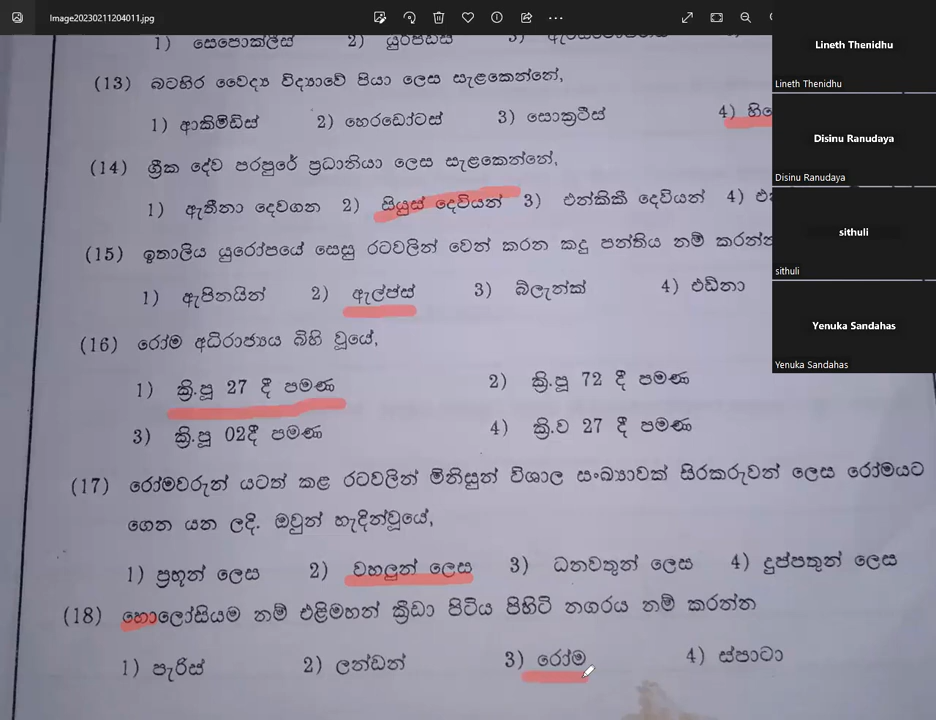 Image20230211204011.jpg
1) සෙපොක්ලීස් 2) යුරිපිඩීස් 3)
(13) බටහිර වෛද්‍ය විද්‍යාවේ පියා ලෙස සැළකෙන්නේ,
1) ආකිමීඩිස් 2) හෙරඩෝටස් 3) සොක්‍රටීස් 4)
(14) ග්‍රීක දේව පරපුරේ ප්‍රධානියා ලෙස සැළකෙන්නේ,
1) ඇතීනා දෙවගන 2) සියුස් දෙවියන් 3) එන්කිකී දෙවියන් 4)
(15) ඉතාලිය යුරෝපයේ සෙසු රටවලින් වෙන් කරන කඳු පන්තිය නම් කරන්න
1) ඇපිනයින් 2) ඇල්ප්ස් 3) බ්ලැන්ක් 4) එඩ්නා
(16) රෝම අධිරාජ්‍යය බිහි වූයේ,
1) ක්‍රි.පූ 27 දී පමණ 2) ක්‍රි.පූ 72 දී පමණ
3) ක්‍රි.පූ 02දී පමණ 4) ක්‍රි.ව 27 දී පමණ
(17) රෝමවරුන් යටත් කළ රටවලින් මිනිසුන් විශාල සංඛ්‍යාවක් සිරකරුවන් ලෙස රෝමයට
ගෙන යන ලදි. ඔවුන් හැදින්වූයේ,
1) ප්‍රභූන් ලෙස 2) වහලුන් ලෙස 3) ධනවතුන් ලෙස 4) දුප්පතුන් ලෙස
(18) හොලෝසියම නම් එළිමහන් ක්‍රීඩා පිටිය පිහිටි නගරය නම් කරන්න
1) පැරිස් 2) ලන්ඩන් 3) රෝම 4) ස්පාටා
Lineth Thenidhu
Lineth Thenidhu
Disinu Ranudaya
Disinu Ranudaya
sithuli
sithuli
Yenuka Sandahas
Yenuka Sandahas